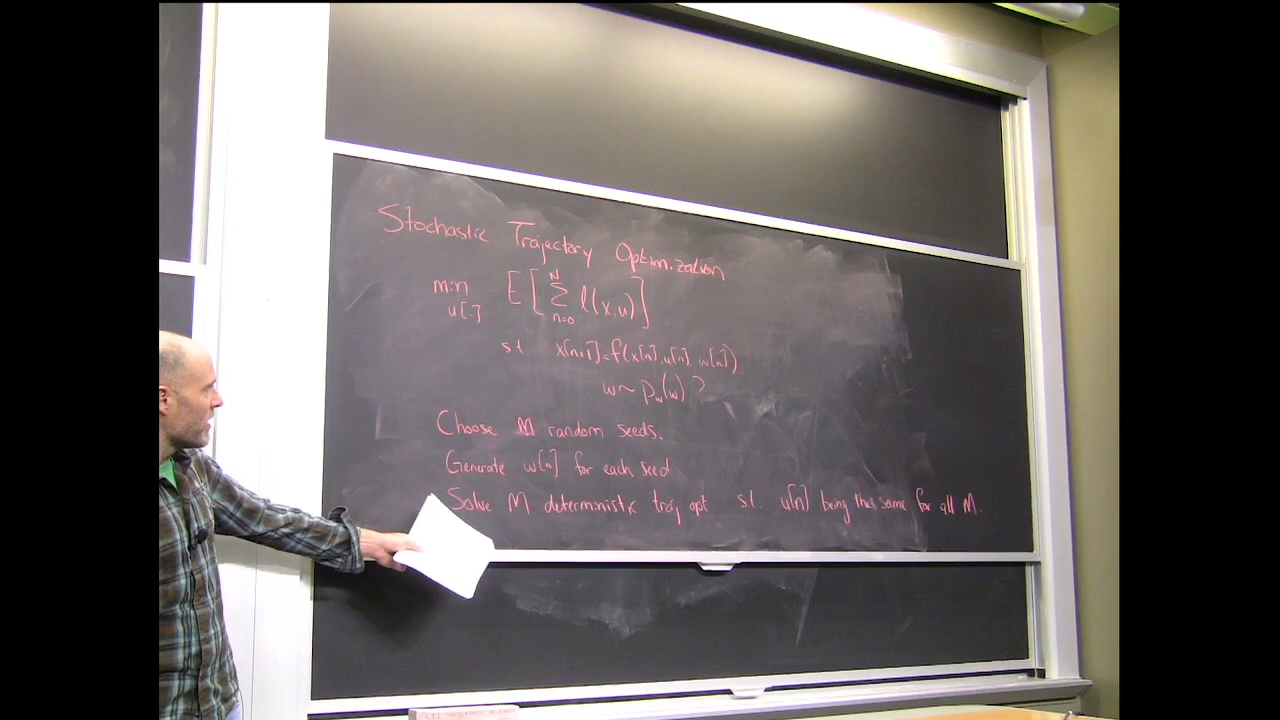 Stochastic Trajectory Optimization
min E[ N ∑ n=0 l(x,u) ]
u[.]
s.t. x[n+1]=f(x[n],u[n],w[n])
w~p_w(w)?
Choose M random seeds.
Generate w[n] for each seed
Solve M deterministic traj opt s.t. u[n] being the same for all M.